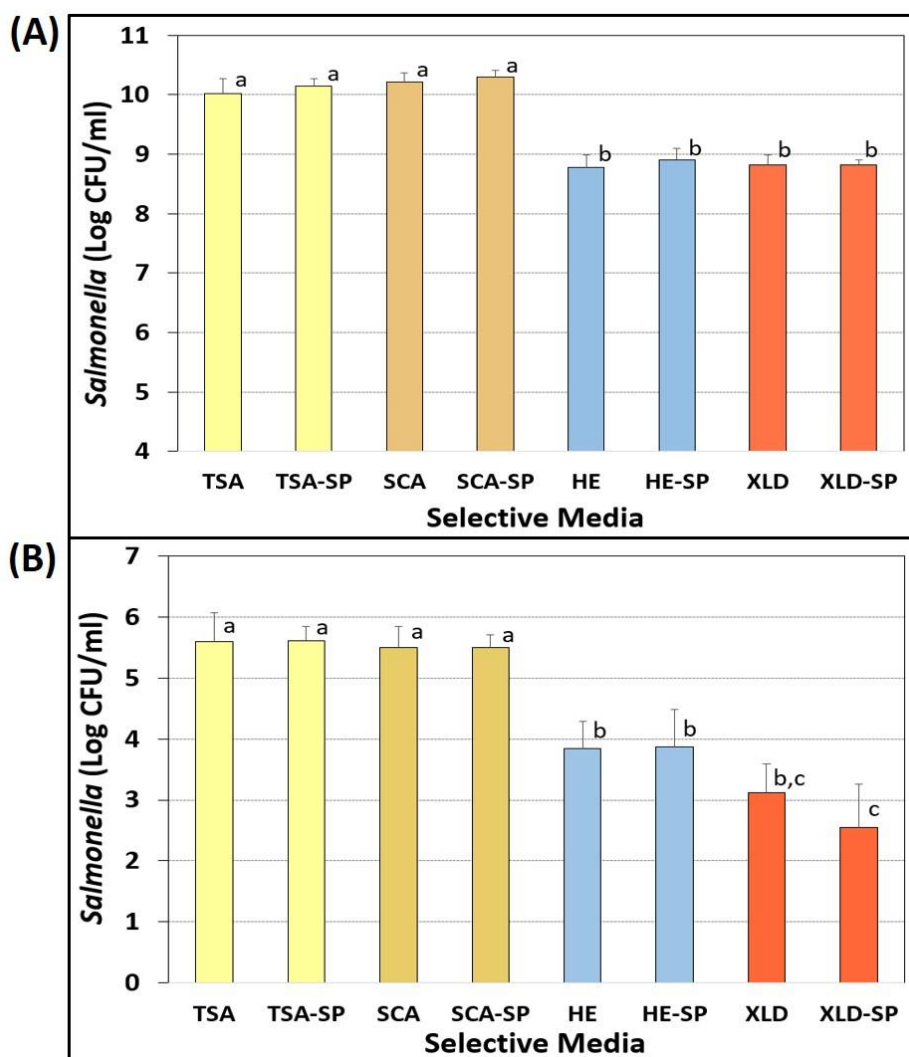 (A)
Salmonella (Log CFU/ml)
11
10
9
8
7
6
5
4
a
a
a
a
b
b
b
b
TSA TSA-SP SCA SCA-SP HE HE-SP XLD XLD-SP
Selective Media
(B)
Salmonella (Log CFU/ml)
7
6
5
4
3
2
1
0
a
a
a
a
b
b
b,c
c
TSA TSA-SP SCA SCA-SP HE HE-SP XLD XLD-SP
Selective Media